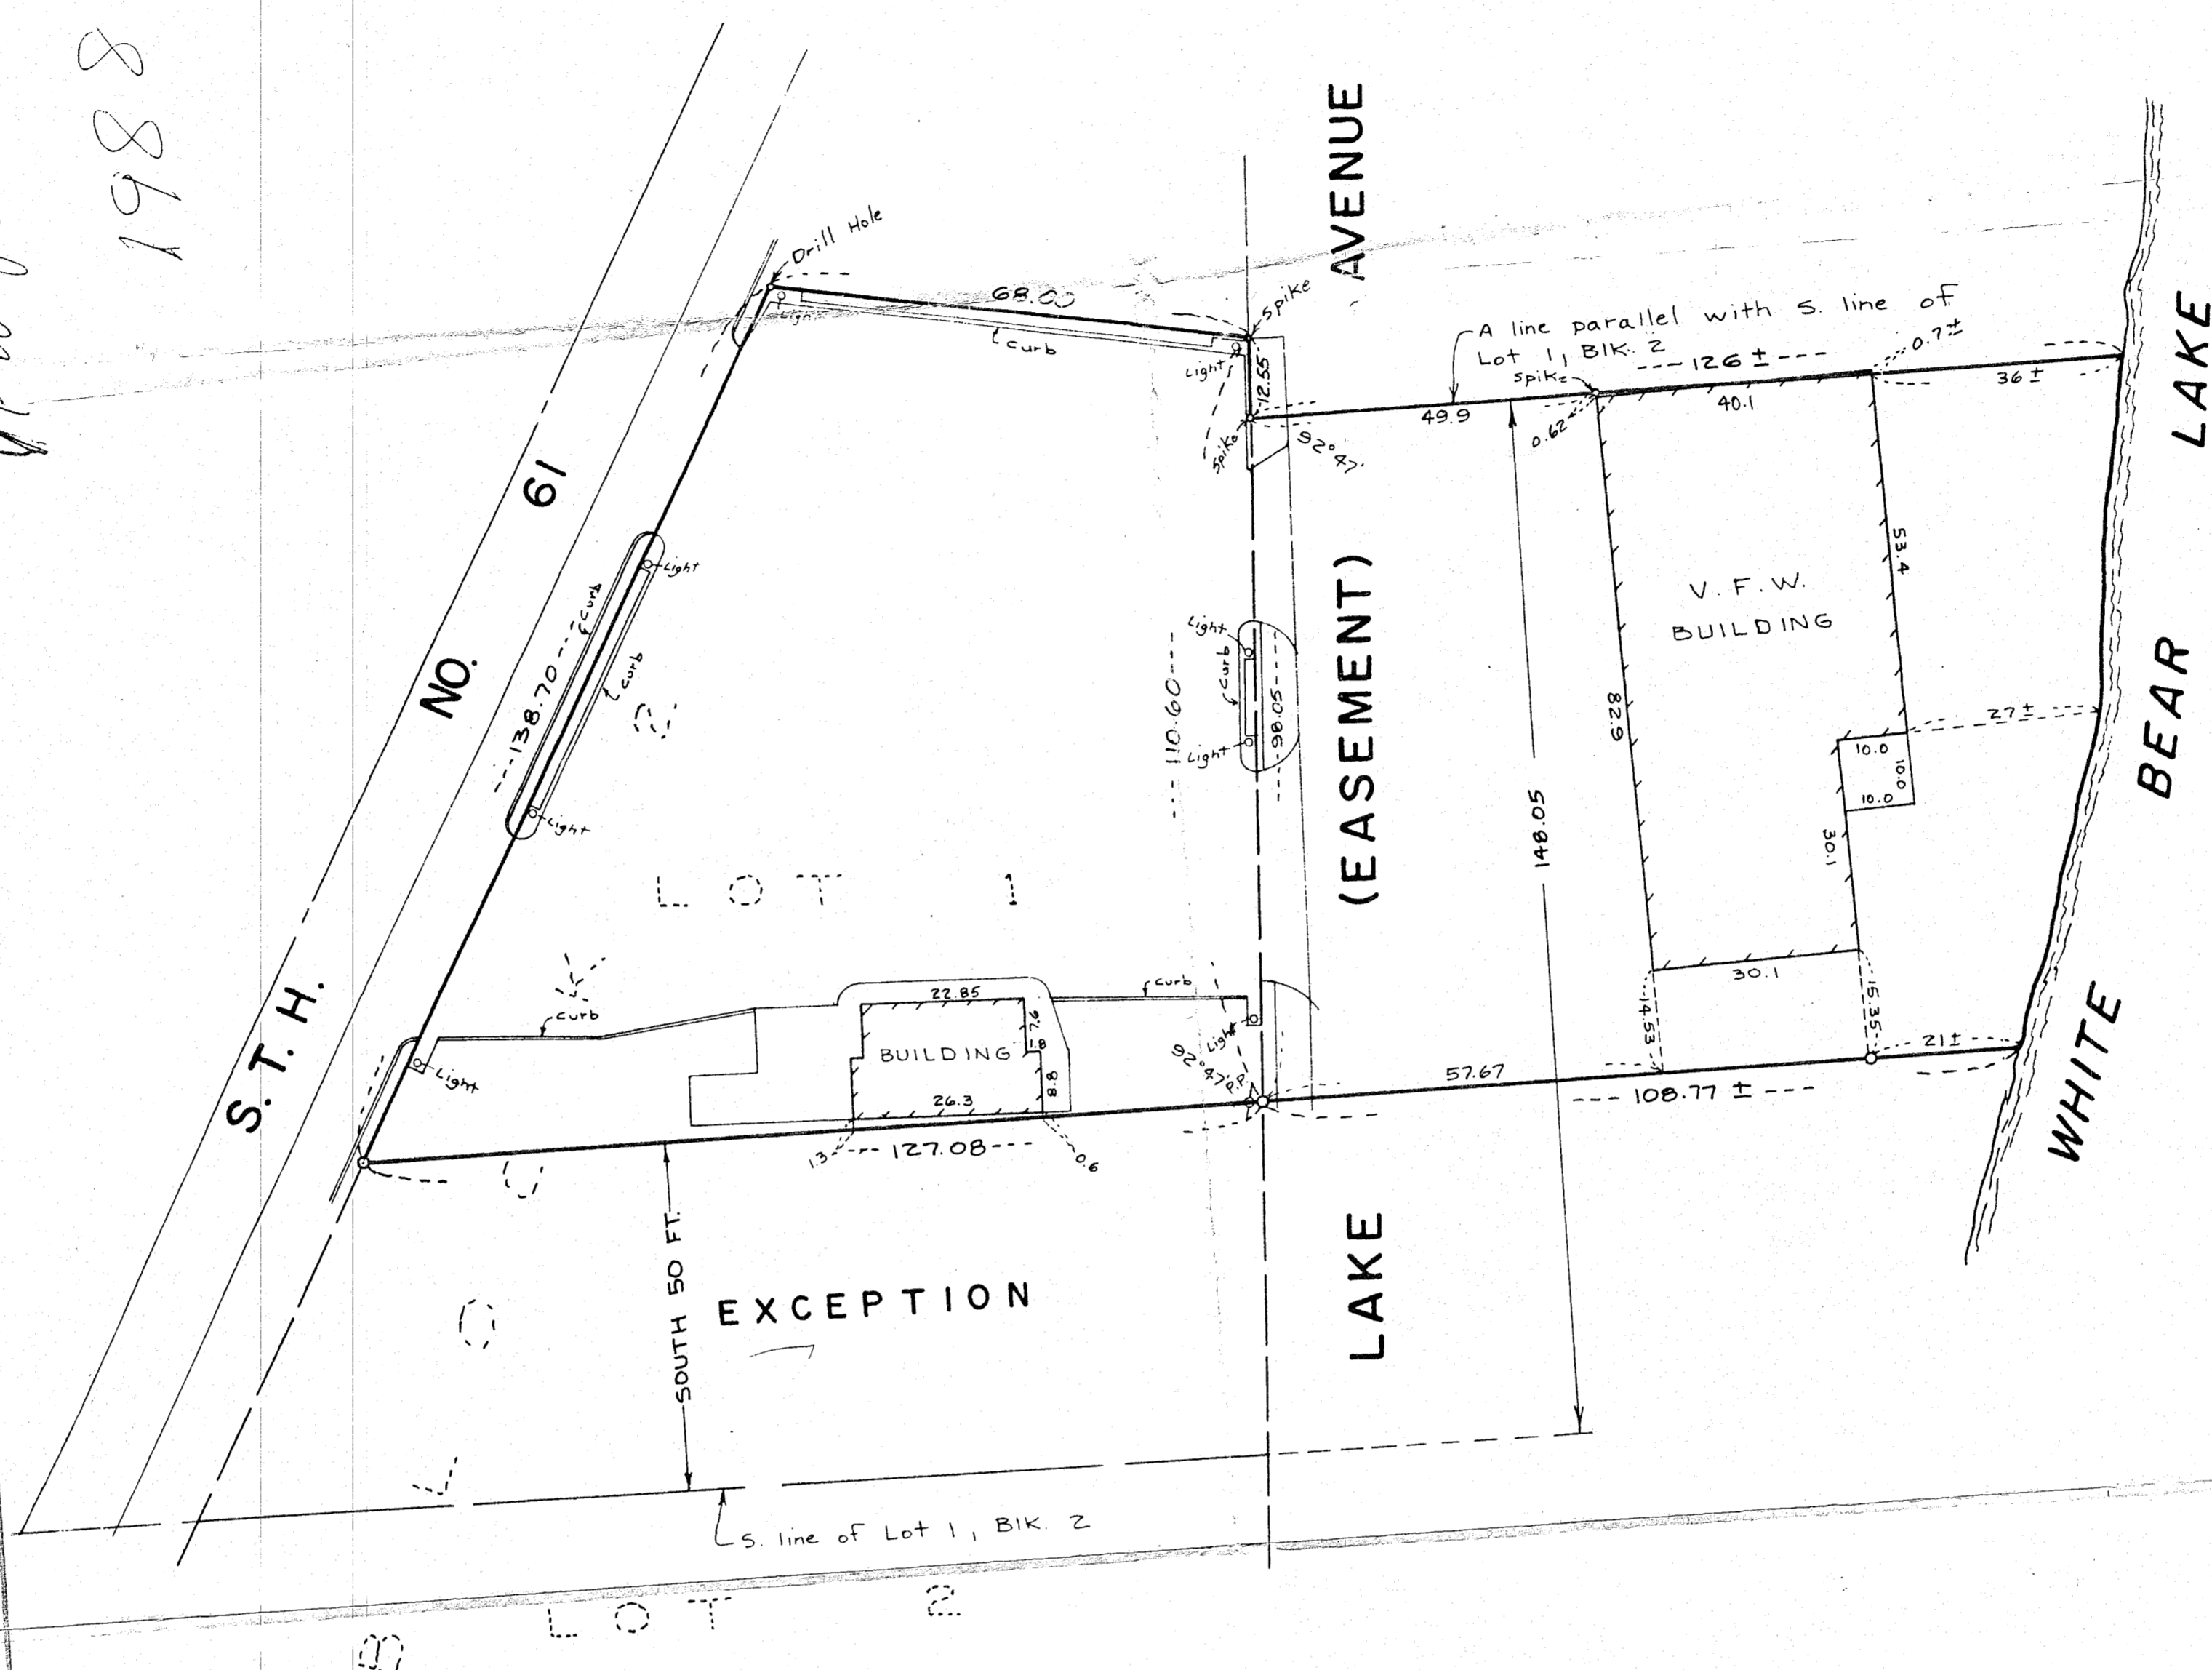 1988
S. T. H. NO. 61
Drill Hole
68.00
Light
curb
Spike
Light
12.55
Spike
92°47'
AVENUE
A line parallel with S. line of
Lot 1, Blk. 2
spike
--- 126 ± ---
0.7±
49.9
0.62
40.1
36 ±
LAKE
Light
curb
---138.70---
curb
Light
2
Light
curb
Light
---110.60---
---98.05---
(EASEMENT)
148.05
V. F. W.
BUILDING
53.4
82.9
10.0
10.0
10.0
27±
30.1
30.1
BEAR
LOT 1
K
curb
Light
22.85
7.6
1.8
BUILDING
8.8
26.3
curb
Light
92°47'
P.P.
14.53
15.35
57.67
21±
--- 108.77 ± ---
WHITE
1.3
--- 127.08 ---
0.6
C
O
SOUTH 50 FT.
EXCEPTION
LAKE
L
S. line of Lot 1, Blk. 2
LOT 2
B